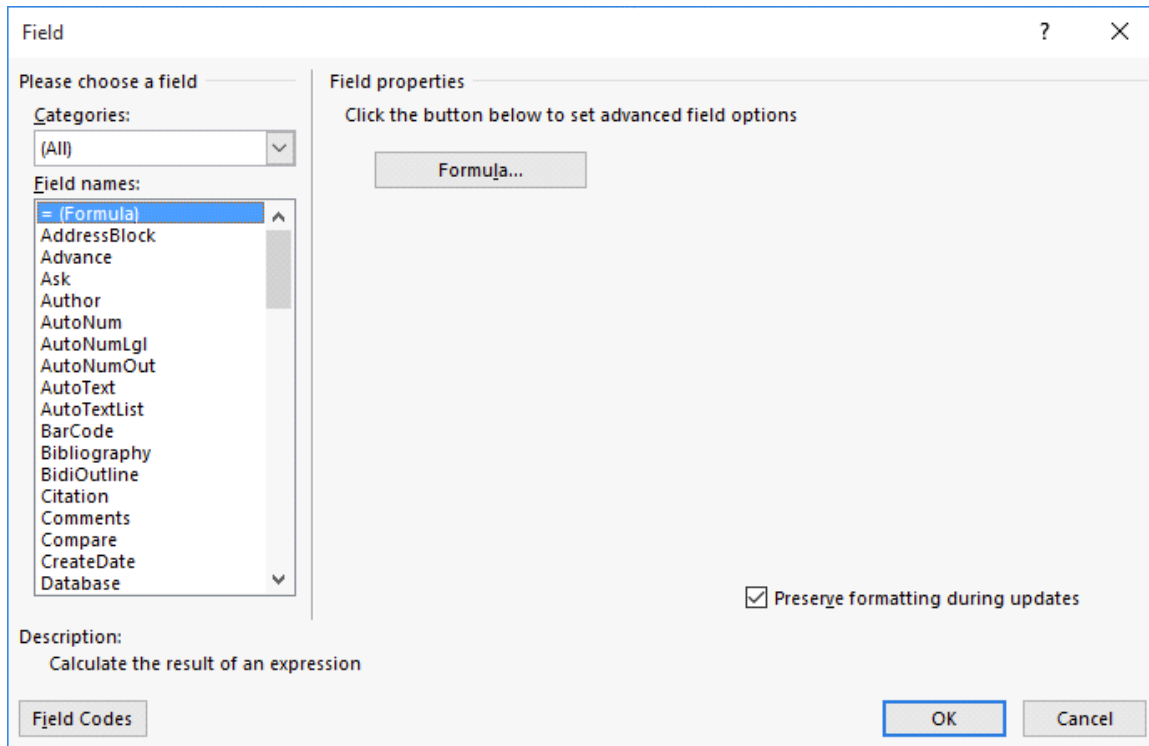 Field ?
Please choose a field
Categories:
(All)
Field names:
= (Formula)
AddressBlock
Advance
Ask
Author
AutoNum
AutoNumLgl
AutoNumOut
AutoText
AutoTextList
BarCode
Bibliography
BidiOutline
Citation
Comments
Compare
CreateDate
Database
Field properties
Click the button below to set advanced field options
Formula...
Preserve formatting during updates
Description:
Calculate the result of an expression
Field Codes
OK
Cancel